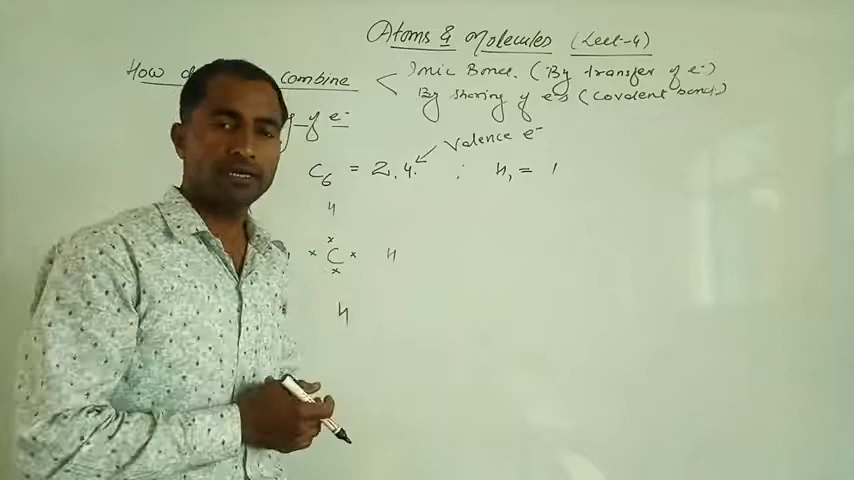 Atoms & Molecules (Lect-4)
How combine
Ionic Bond. (By transfer of e-)
By sharing of e-s (Covalent bond)
of e-
Valence e-
C6 = 2,4. ; H1 = 1
H
x
x C x H
x
H